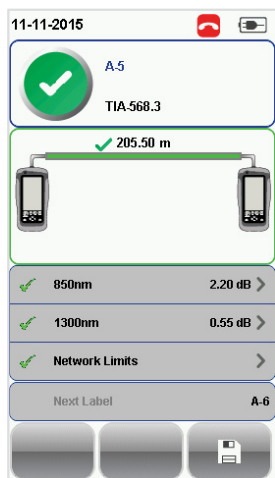 11-11-2015
A-5
TIA-568.3
205.50 m
850nm 2.20 dB
1300nm 0.55 dB
Network Limits
Next Label A-6